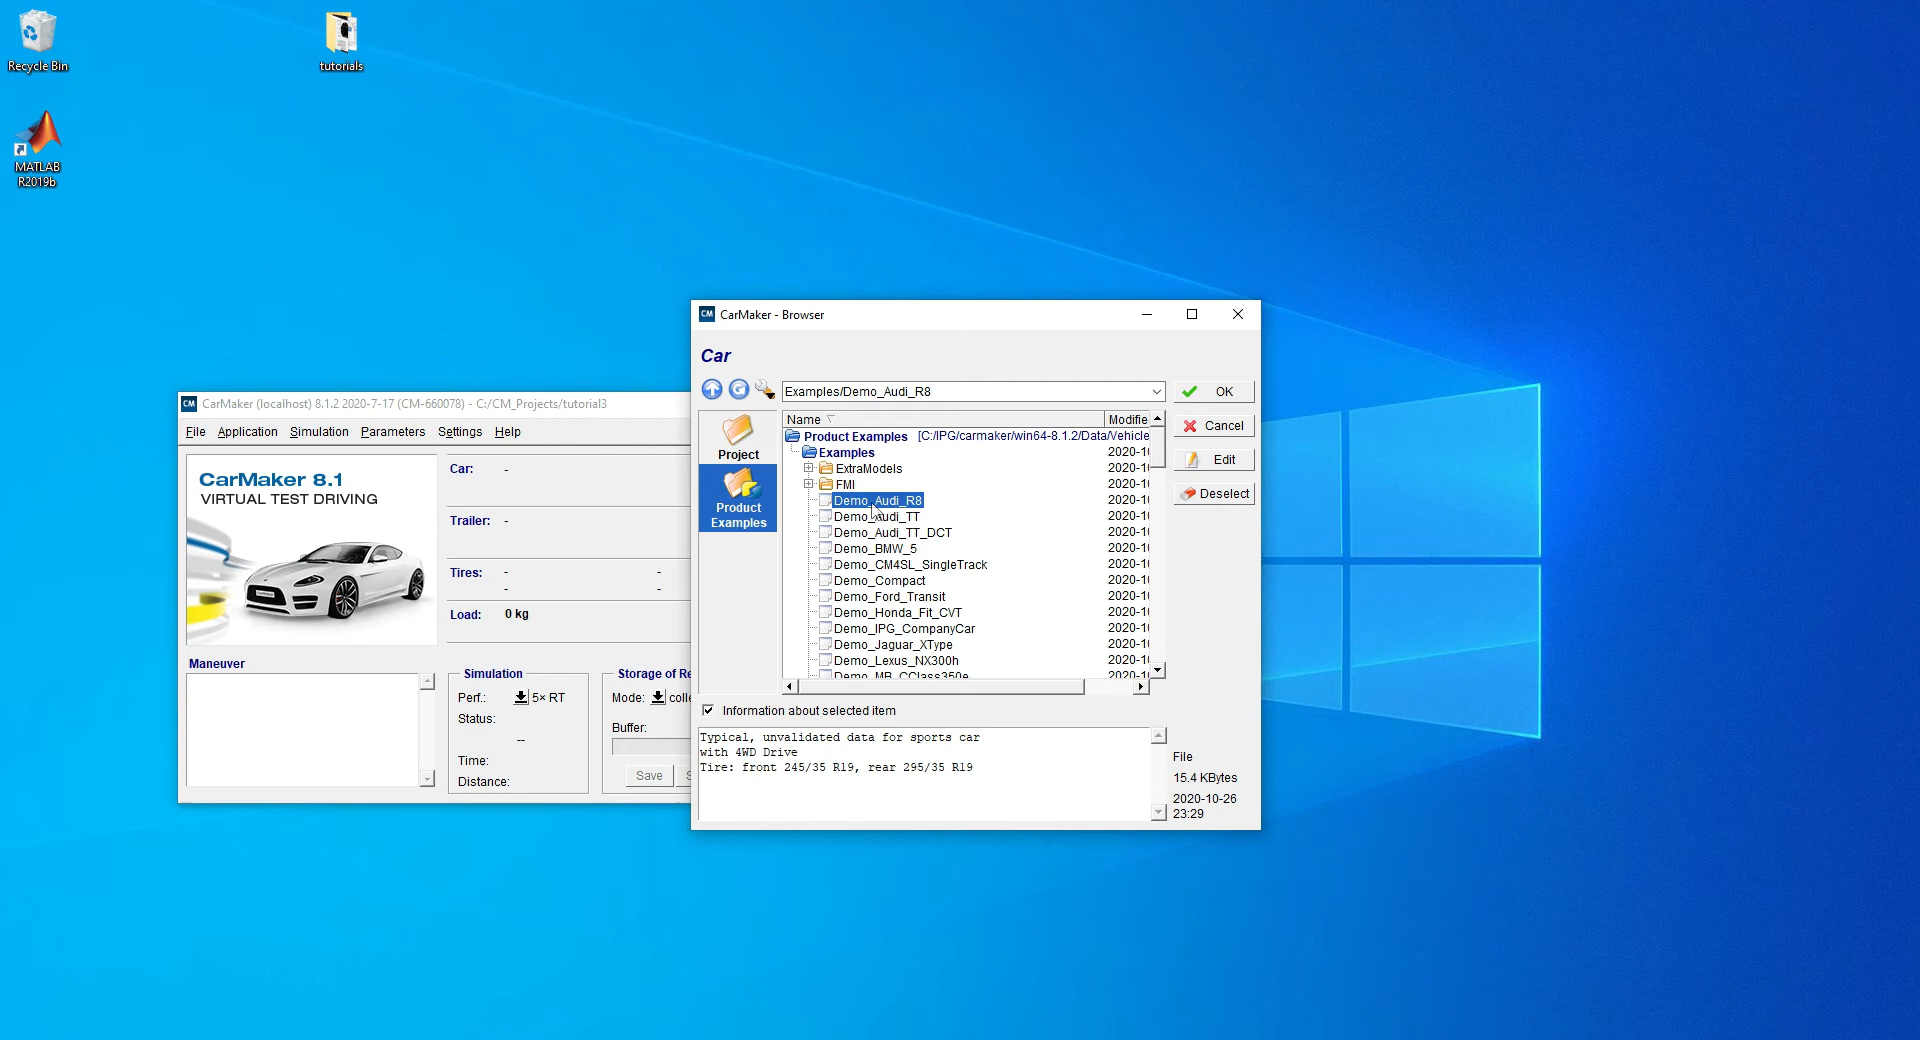 Recycle Bin
tutorials
MATLAB
R2019b
CM CarMaker (localhost) 8.1.2 2020-7-17 (CM-660078) - C:/CM_Projects/tutorial3
File Application Simulation Parameters Settings Help
CarMaker 8.1
VIRTUAL TEST DRIVING
Car: -
Trailer: -
Tires: - -
- -
Load: 0 kg
Maneuver
Simulation
Perf.: 5× RT
Status:
--
Time:
Distance:
Storage of Re
Mode: colle
Buffer:
Save S
CM CarMaker - Browser
Car
Examples/Demo_Audi_R8
OK
Cancel
Edit
Deselect
Project
Product
Examples
Name Modifie
Product Examples [C:/IPG/carmaker/win64-8.1.2/Data/Vehicle
Examples 2020-10
ExtraModels 2020-10
FMI 2020-10
Demo_Audi_R8 2020-10
Demo_Audi_TT 2020-10
Demo_Audi_TT_DCT 2020-10
Demo_BMW_5 2020-10
Demo_CM4SL_SingleTrack 2020-10
Demo_Compact 2020-10
Demo_Ford_Transit 2020-10
Demo_Honda_Fit_CVT 2020-10
Demo_IPG_CompanyCar 2020-10
Demo_Jaguar_XType 2020-10
Demo_Lexus_NX300h 2020-10
Demo_MB_CClass350e 2020-10
Information about selected item
Typical, unvalidated data for sports car
with 4WD Drive
Tire: front 245/35 R19, rear 295/35 R19
File
15.4 KBytes
2020-10-26
23:29